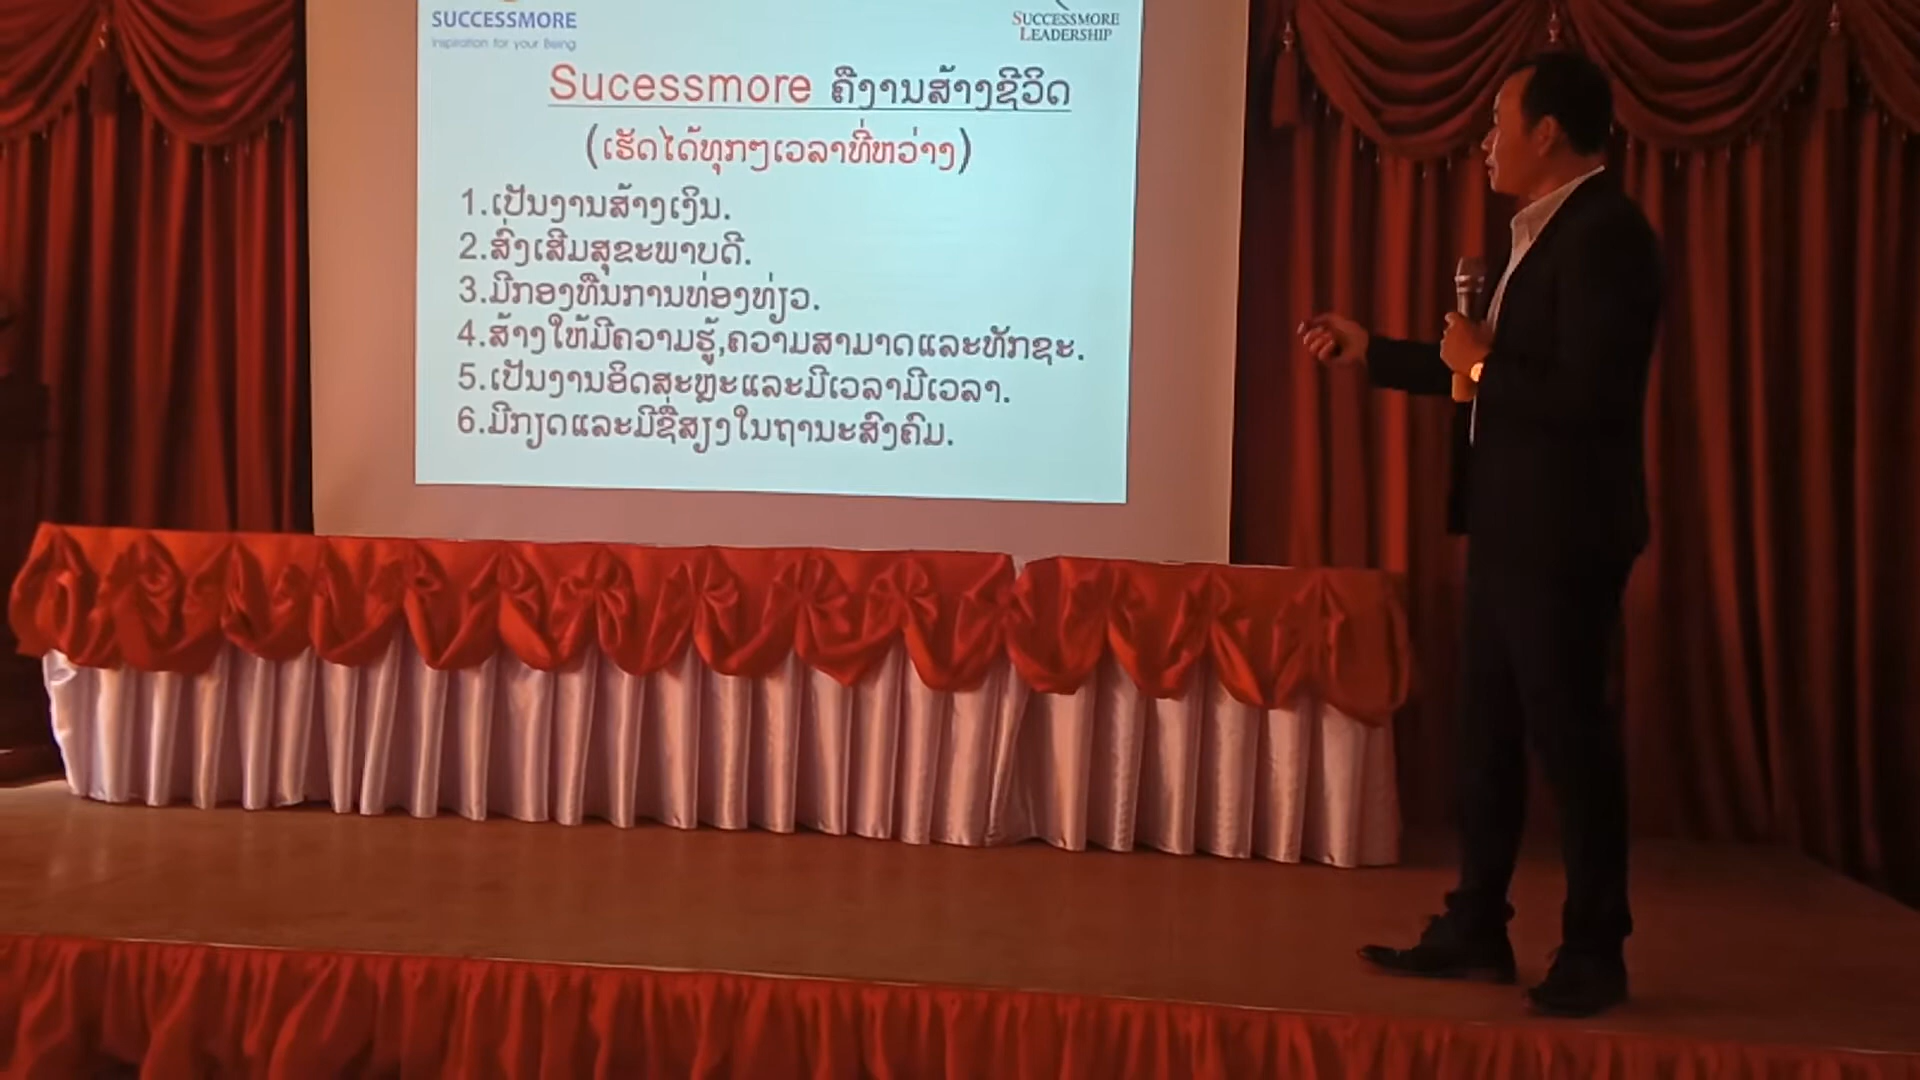 SUCCESSMORE
Inspiration for your Being
SUCCESSMORE
LEADERSHIP
Sucessmore ຄືງານສ້າງຊີວິດ
(ເຮັດໄດ້ທຸກໆເວລາທີ່ຫວ່າງ)
1.ເປັນງານສ້າງເງິນ.
2.ສົ່ງເສີມສຸຂະພາບດີ.
3.ມີກອງທຶນການທ່ອງທ່ຽວ.
4.ສ້າງໃຫ້ມີຄວາມຮູ້,ຄວາມສາມາດແລະທັກຊະ.
5.ເປັນງານອິດສະຫຼະແລະມີເວລາມີເວລາ.
6.ມີກຽດແລະມີຊື່ສຽງໃນຖານະສົງຄົມ.